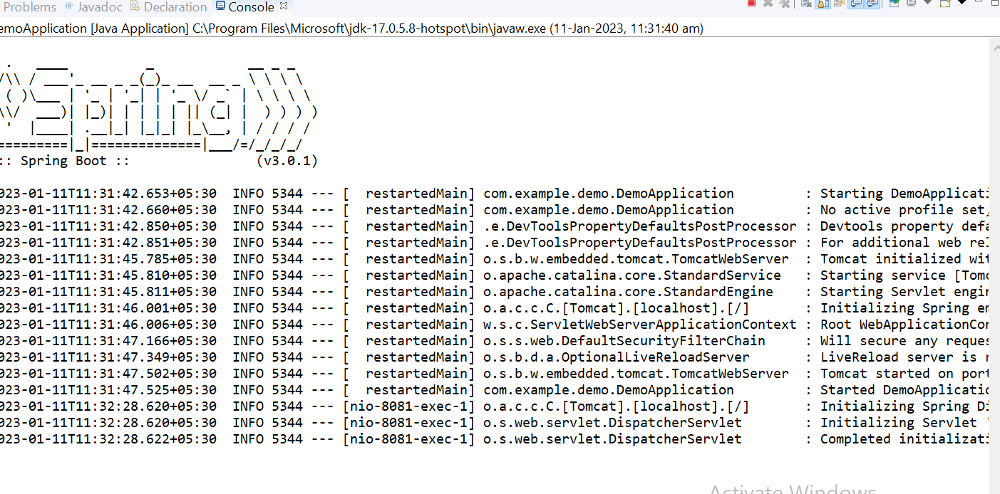 Problems Javadoc Declaration Console
emoApplication [Java Application] C:\Program Files\Microsoft\jdk-17.0.5.8-hotspot\bin\javaw.exe (11-Jan-2023, 11:31:40 am)
:: Spring Boot :: (v3.0.1)
023-01-11T11:31:42.653+05:30 INFO 5344 --- [ restartedMain] com.example.demo.DemoApplication : Starting DemoApplicati
023-01-11T11:31:42.660+05:30 INFO 5344 --- [ restartedMain] com.example.demo.DemoApplication : No active profile set,
023-01-11T11:31:42.850+05:30 INFO 5344 --- [ restartedMain] .e.DevToolsPropertyDefaultsPostProcessor : Devtools property defa
023-01-11T11:31:42.851+05:30 INFO 5344 --- [ restartedMain] .e.DevToolsPropertyDefaultsPostProcessor : For additional web rel
023-01-11T11:31:45.785+05:30 INFO 5344 --- [ restartedMain] o.s.b.w.embedded.tomcat.TomcatWebServer : Tomcat initialized wit
023-01-11T11:31:45.810+05:30 INFO 5344 --- [ restartedMain] o.apache.catalina.core.StandardService : Starting service [Tomc
023-01-11T11:31:45.811+05:30 INFO 5344 --- [ restartedMain] o.apache.catalina.core.StandardEngine : Starting Servlet engin
023-01-11T11:31:46.001+05:30 INFO 5344 --- [ restartedMain] o.a.c.c.C.[Tomcat].[localhost].[/] : Initializing Spring em
023-01-11T11:31:46.006+05:30 INFO 5344 --- [ restartedMain] w.s.c.ServletWebServerApplicationContext : Root WebApplicationCon
023-01-11T11:31:47.166+05:30 INFO 5344 --- [ restartedMain] o.s.s.web.DefaultSecurityFilterChain : Will secure any reques
023-01-11T11:31:47.349+05:30 INFO 5344 --- [ restartedMain] o.s.b.d.a.OptionalLiveReloadServer : LiveReload server is r
023-01-11T11:31:47.502+05:30 INFO 5344 --- [ restartedMain] o.s.b.w.embedded.tomcat.TomcatWebServer : Tomcat started on port
023-01-11T11:31:47.525+05:30 INFO 5344 --- [ restartedMain] com.example.demo.DemoApplication : Started DemoApplicatio
023-01-11T11:32:28.620+05:30 INFO 5344 --- [nio-8081-exec-1] o.a.c.c.C.[Tomcat].[localhost].[/] : Initializing Spring Di
023-01-11T11:32:28.620+05:30 INFO 5344 --- [nio-8081-exec-1] o.s.web.servlet.DispatcherServlet : Initializing Servlet '
023-01-11T11:32:28.622+05:30 INFO 5344 --- [nio-8081-exec-1] o.s.web.servlet.DispatcherServlet : Completed initializati
Activate Windows